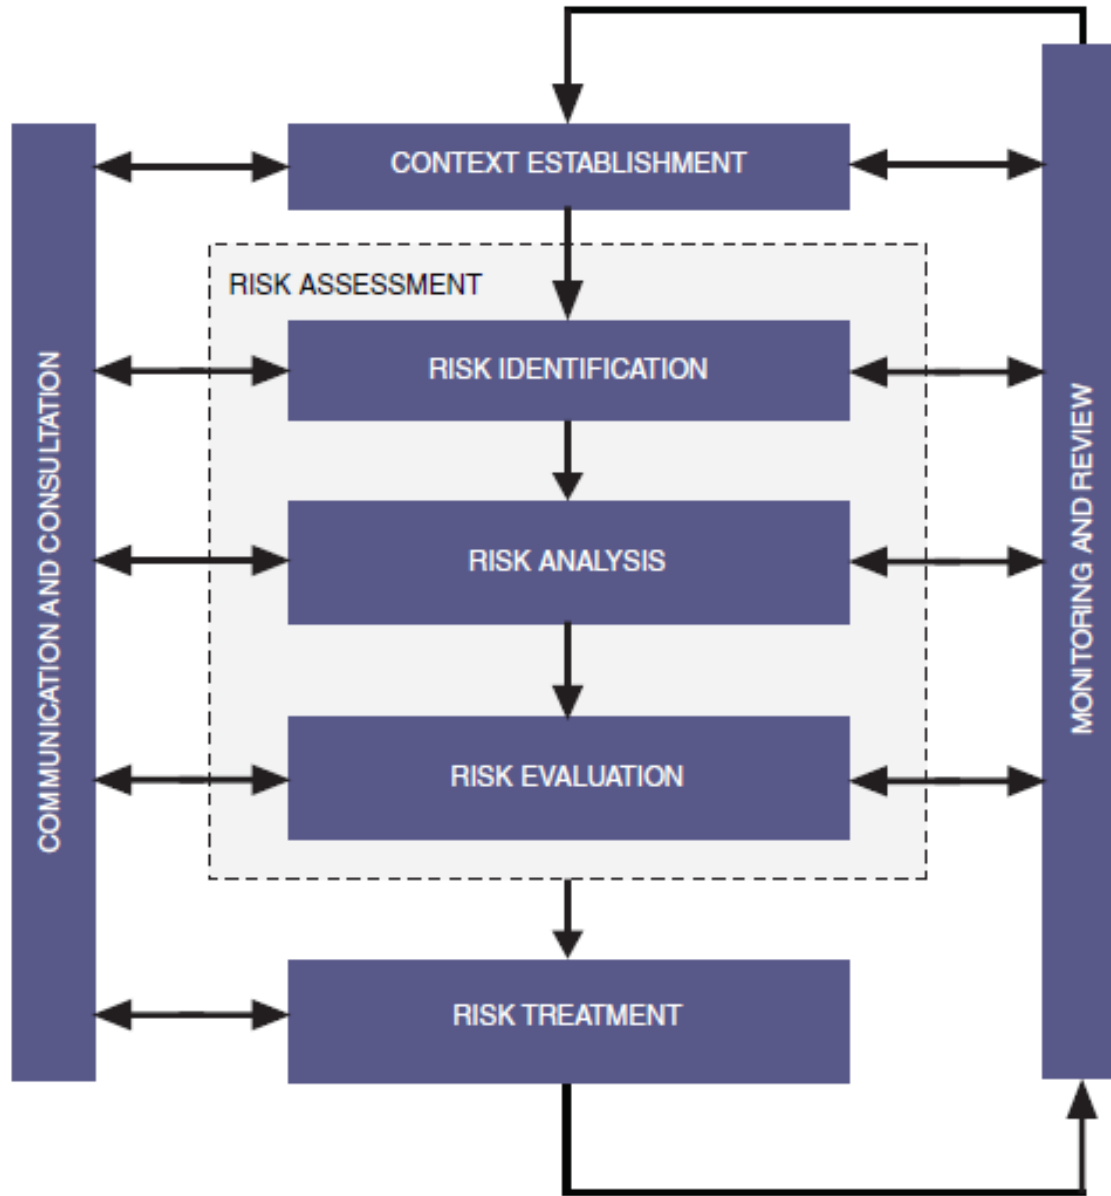 CONTEXT ESTABLISHMENT
RISK ASSESSMENT
RISK IDENTIFICATION
RISK ANALYSIS
RISK EVALUATION
RISK TREATMENT
COMMUNICATION AND CONSULTATION
MONITORING AND REVIEW